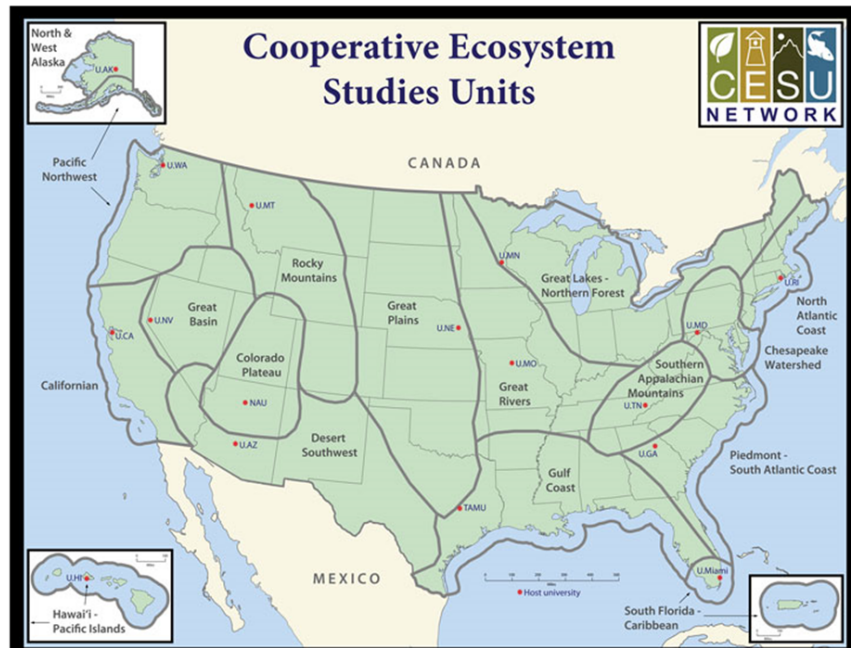 Cooperative Ecosystem
Studies Units
CESU
NETWORK
North &
West
Alaska
U.AK
Pacific
Northwest
CANADA
U.WA
U.MT
U.MN
Rocky
Mountains
Great Lakes -
Northern Forest
U.RI
North
Atlantic
Coast
Great
Basin
Great
Plains
U.NV
U.NE
U.MD
U.CA
Chesapeake
Watershed
Colorado
Plateau
U.MO
Southern
Appalachian
Mountains
Californian
Great
Rivers
NAU
U.TN
Desert
Southwest
U.AZ
U.GA
Piedmont -
South Atlantic Coast
Gulf
Coast
TAMU
MEXICO
U.HI
Hawai'i -
Pacific Islands
U.Miami
Host university
South Florida -
Caribbean